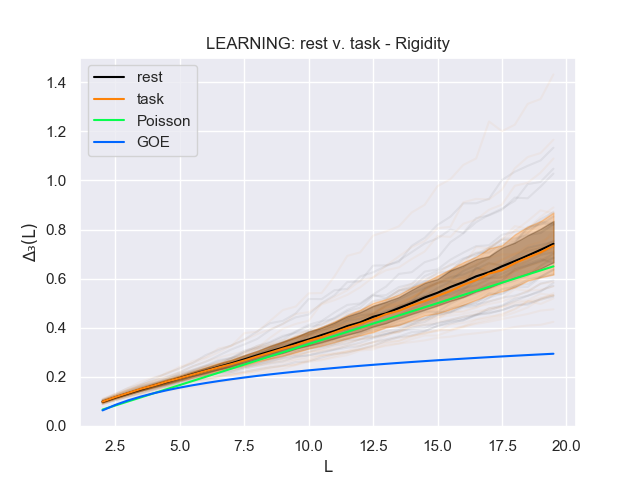 LEARNING: rest v. task - Rigidity
rest
task
Poisson
GOE
Δ₃(L)
1.4
1.2
1.0
0.8
0.6
0.4
0.2
0.0
2.5 5.0 7.5 10.0 12.5 15.0 17.5 20.0
L